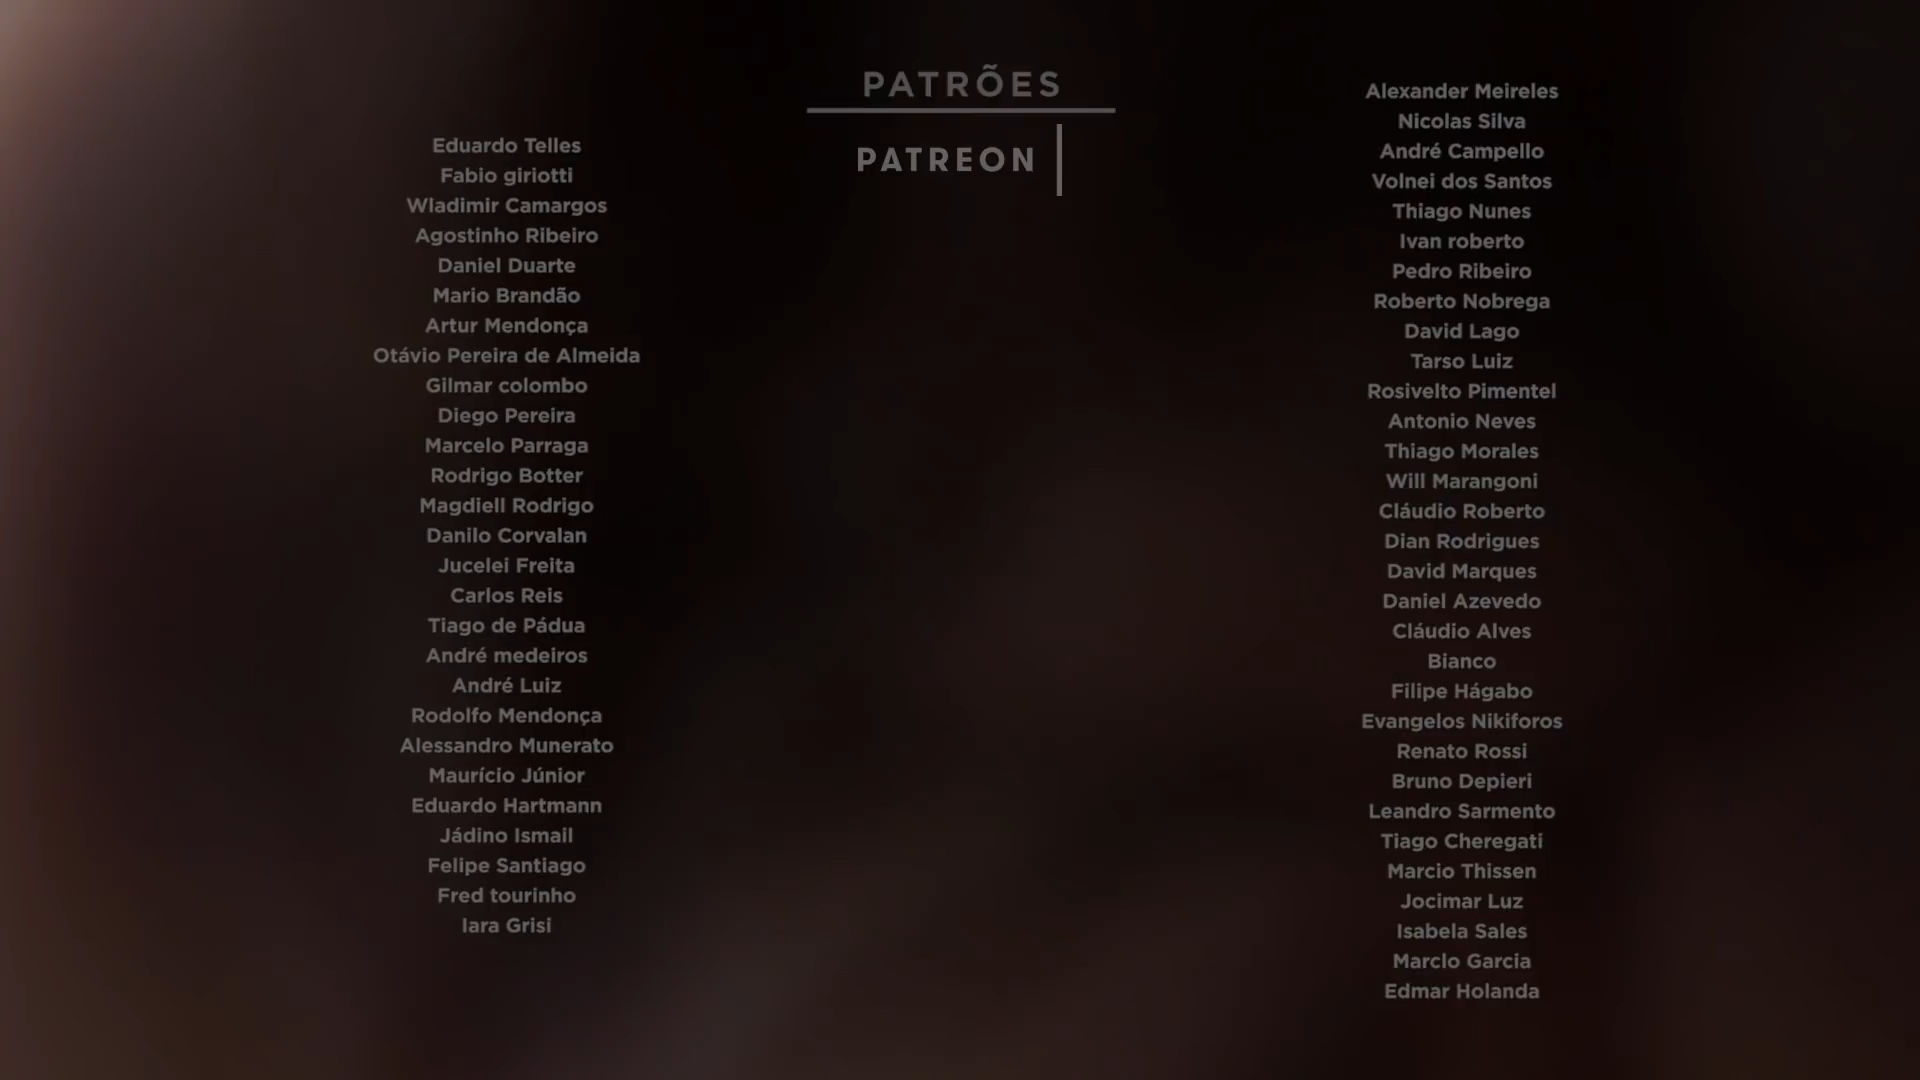 PATRÕES
PATREON
Eduardo Telles
Fabio giriotti
Wladimir Camargos
Agostinho Ribeiro
Daniel Duarte
Mario Brandão
Artur Mendonça
Otávio Pereira de Almeida
Gilmar colombo
Diego Pereira
Marcelo Parraga
Rodrigo Botter
Magdiell Rodrigo
Danilo Corvalan
Jucelei Freita
Carlos Reis
Tiago de Pádua
André medeiros
André Luiz
Rodolfo Mendonça
Alessandro Munerato
Maurício Júnior
Eduardo Hartmann
Jádino Ismail
Felipe Santiago
Fred tourinho
Iara Grisi
Alexander Meireles
Nicolas Silva
André Campello
Volnei dos Santos
Thiago Nunes
Ivan roberto
Pedro Ribeiro
Roberto Nobrega
David Lago
Tarso Luiz
Rosivelto Pimentel
Antonio Neves
Thiago Morales
Will Marangoni
Cláudio Roberto
Dian Rodrigues
David Marques
Daniel Azevedo
Cláudio Alves
Bianco
Filipe Hágabo
Evangelos Nikiforos
Renato Rossi
Bruno Depieri
Leandro Sarmento
Tiago Cheregati
Marcio Thissen
Jocimar Luz
Isabela Sales
Marclo Garcia
Edmar Holanda